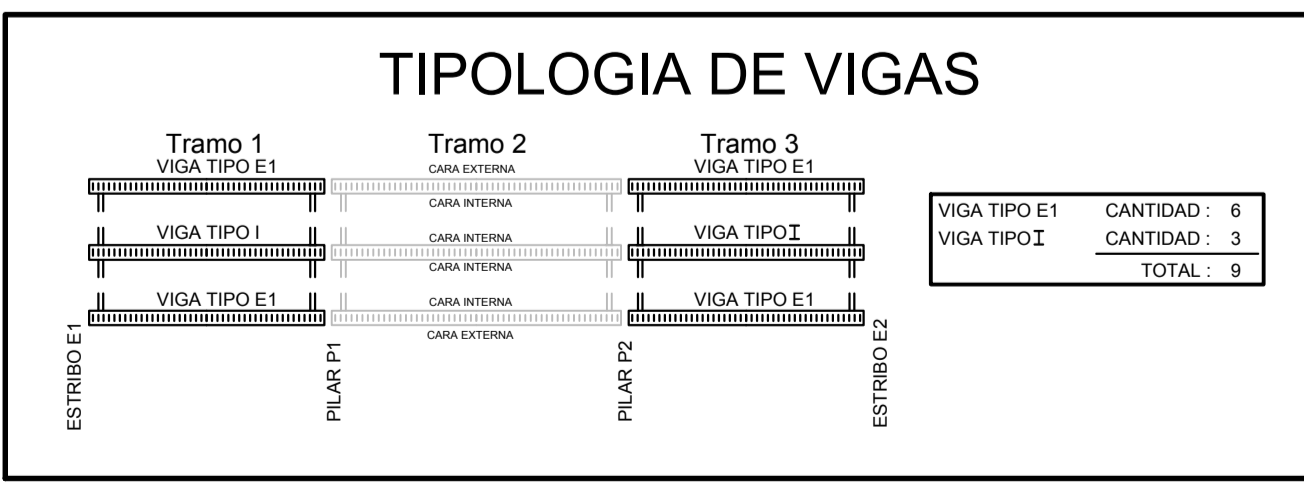 TIPOLOGIA DE VIGAS
Tramo 1 Tramo 2 Tramo 3
VIGA TIPO E1 CARA EXTERNA VIGA TIPO E1
CARA INTERNA
VIGA TIPO I CARA INTERNA VIGA TIPO I
CARA INTERNA
VIGA TIPO E1 CARA INTERNA VIGA TIPO E1
CARA EXTERNA
ESTRIBO E1
PILAR P1
PILAR P2
ESTRIBO E2
VIGA TIPO E1 CANTIDAD : 6
VIGA TIPO I CANTIDAD : 3
TOTAL : 9